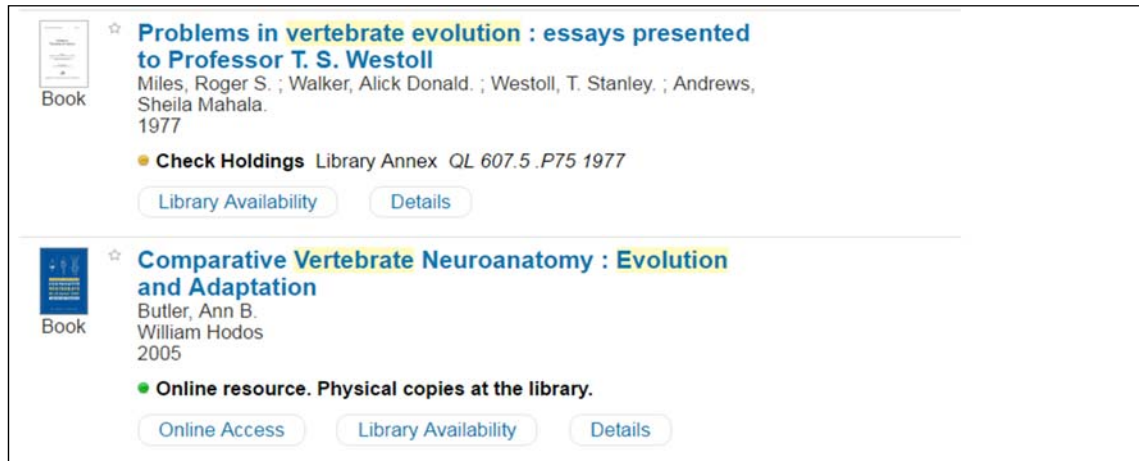 Problems in vertebrate evolution : essays presented
to Professor T. S. Westoll
Miles, Roger S. ; Walker, Alick Donald. ; Westoll, T. Stanley. ; Andrews,
Sheila Mahala.
1977
Book
Check Holdings Library Annex QL 607.5 .P75 1977
Library Availability Details
Comparative Vertebrate Neuroanatomy : Evolution
and Adaptation
Butler, Ann B.
William Hodos
2005
Book
Online resource. Physical copies at the library.
Online Access Library Availability Details